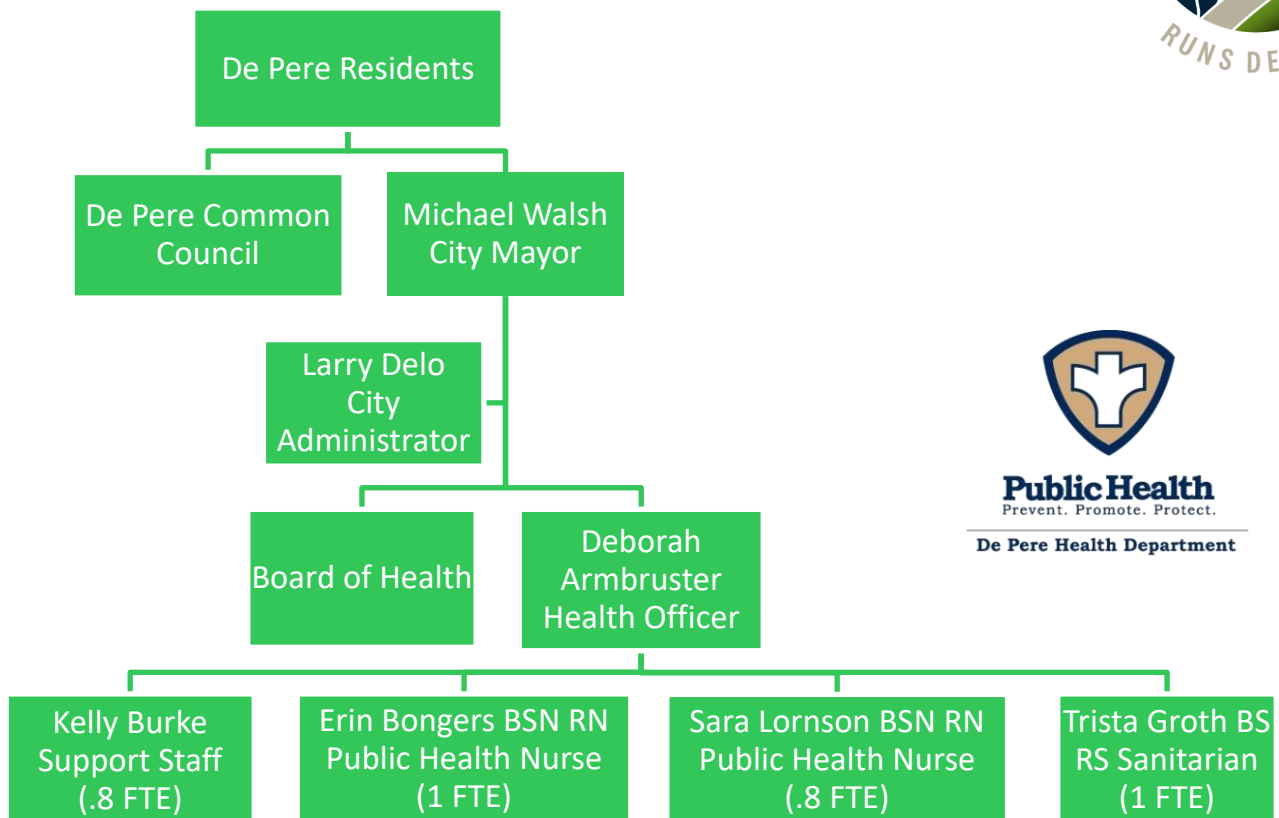 RUNS DE
De Pere Residents
De Pere Common
Council
Michael Walsh
City Mayor
Larry Delo
City
Administrator
Board of Health
Deborah
Armbruster
Health Officer
Public Health
Prevent. Promote. Protect.
De Pere Health Department
Kelly Burke
Support Staff
(.8 FTE)
Erin Bongers BSN RN
Public Health Nurse
(1 FTE)
Sara Lornson BSN RN
Public Health Nurse
(.8 FTE)
Trista Groth BS
RS Sanitarian
(1 FTE)